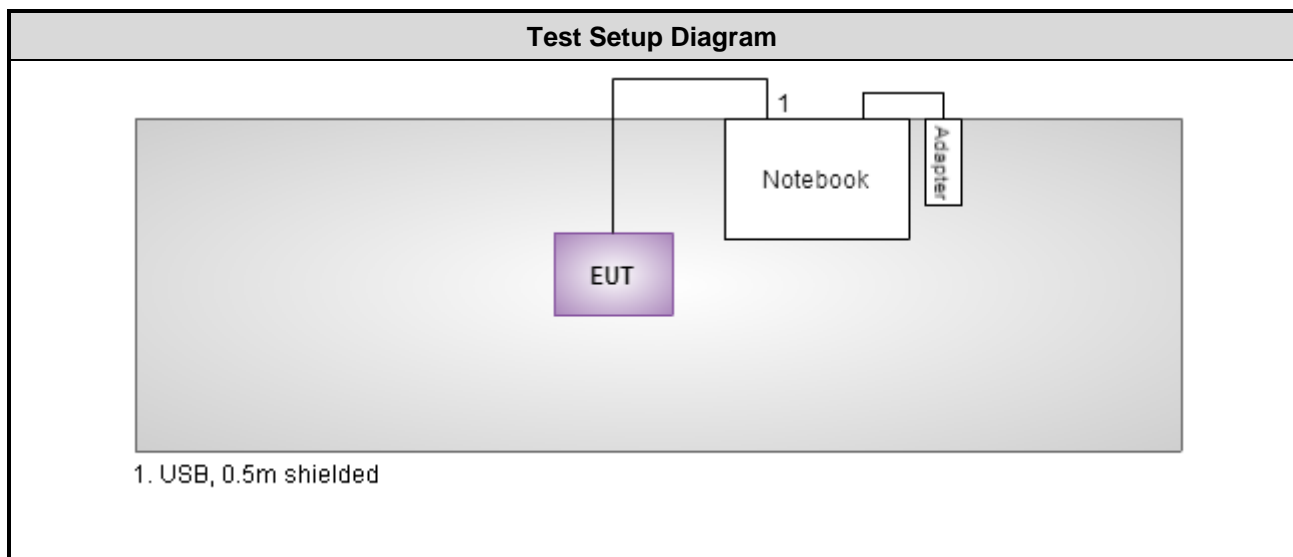 Test Setup Diagram
1
Notebook
Adapter
EUT
1. USB, 0.5m shielded